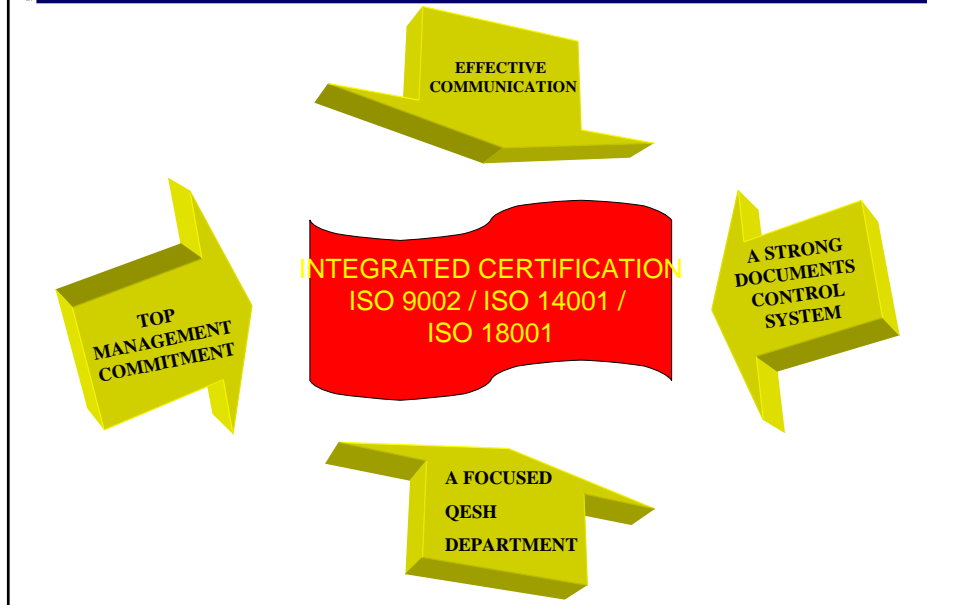 EFFECTIVE
COMMUNICATION
INTEGRATED CERTIFICATION
ISO 9002 / ISO 14001 /
ISO 18001
A STRONG
DOCUMENTS
CONTROL
SYSTEM
TOP
MANAGEMENT
COMMITMENT
A FOCUSED
QESH
DEPARTMENT